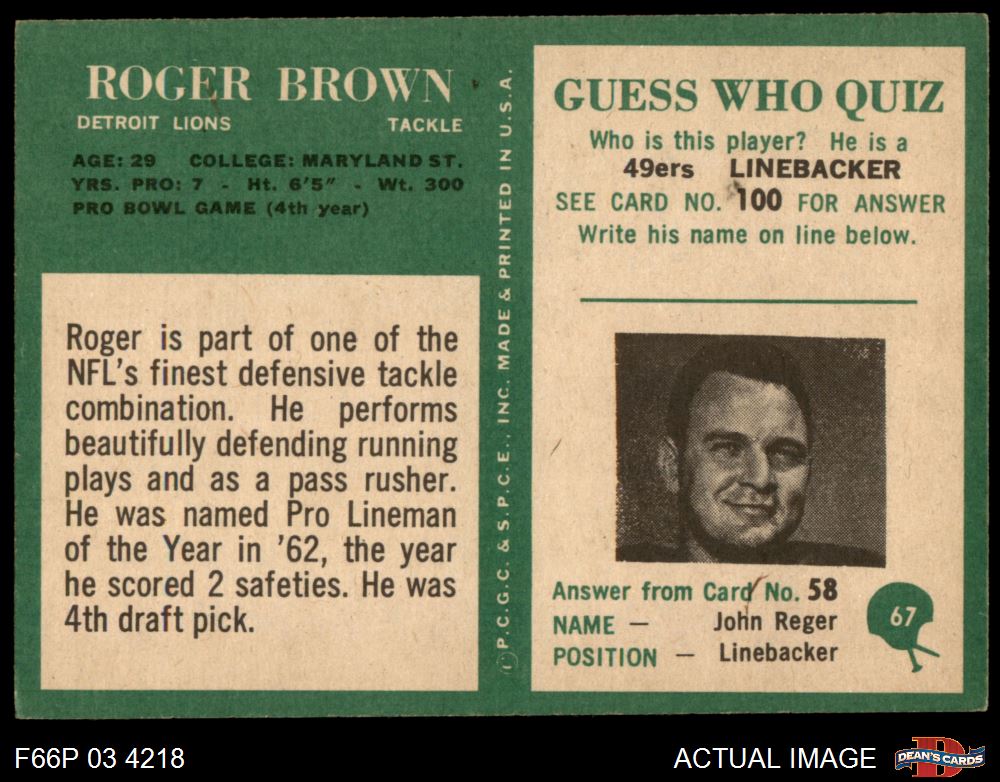 ROGER BROWN
DETROIT LIONS TACKLE
AGE: 29 COLLEGE: MARYLAND ST.
YRS. PRO: 7 - Ht. 6'5" - Wt. 300
PRO BOWL GAME (4th year)
Roger is part of one of the
NFL's finest defensive tackle
combination. He performs
beautifully defending running
plays and as a pass rusher.
He was named Pro Lineman
of the Year in '62, the year
he scored 2 safeties. He was
4th draft pick.
©P.C.G.C. & S.P.C.E., INC. MADE & PRINTED IN U.S.A.
GUESS WHO QUIZ
Who is this player? He is a
49ers LINEBACKER
SEE CARD NO. 100 FOR ANSWER
Write his name on line below.
Answer from Card No. 58
NAME — John Reger
POSITION — Linebacker
67
F66P 03 4218
ACTUAL IMAGE
D
DEAN'S CARDS